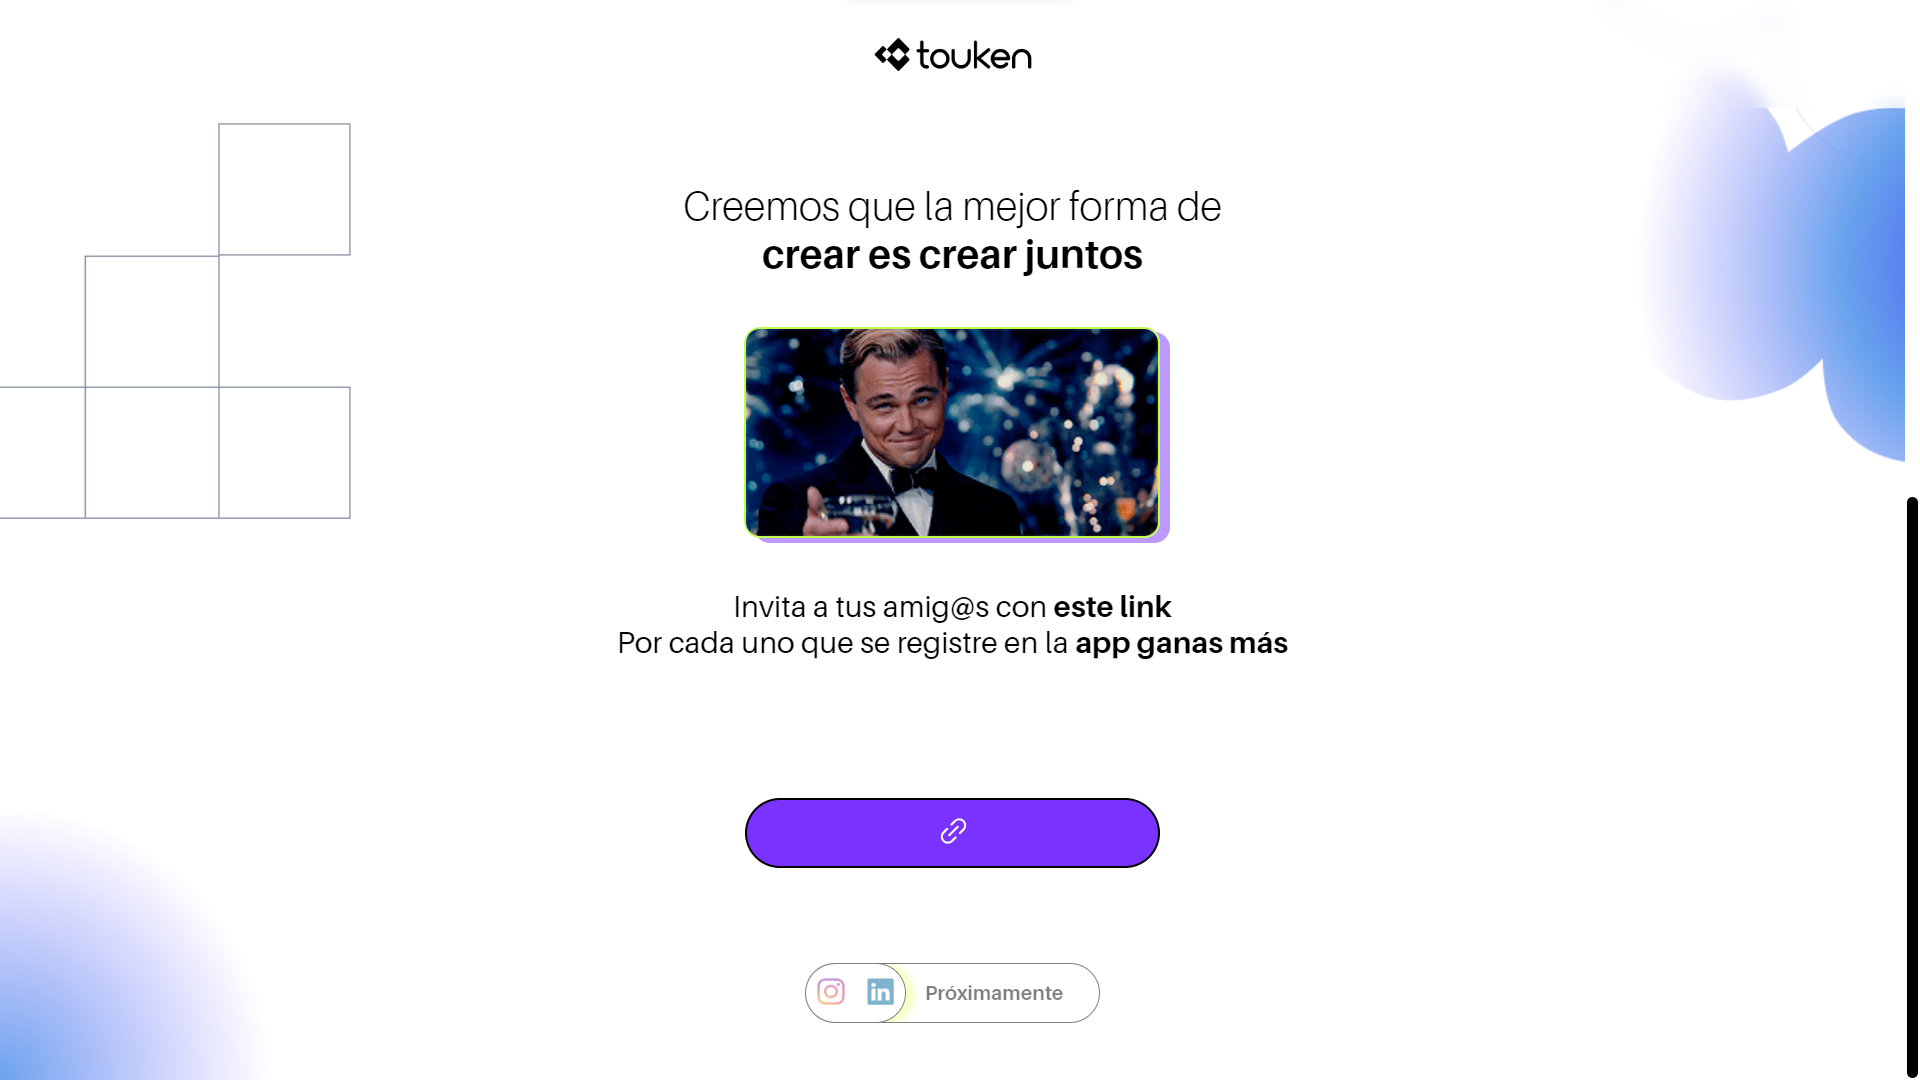 touken
Creemos que la mejor forma de
crear es crear juntos
Invita a tus amig@s con este link
Por cada uno que se registre en la app ganas más
Próximamente